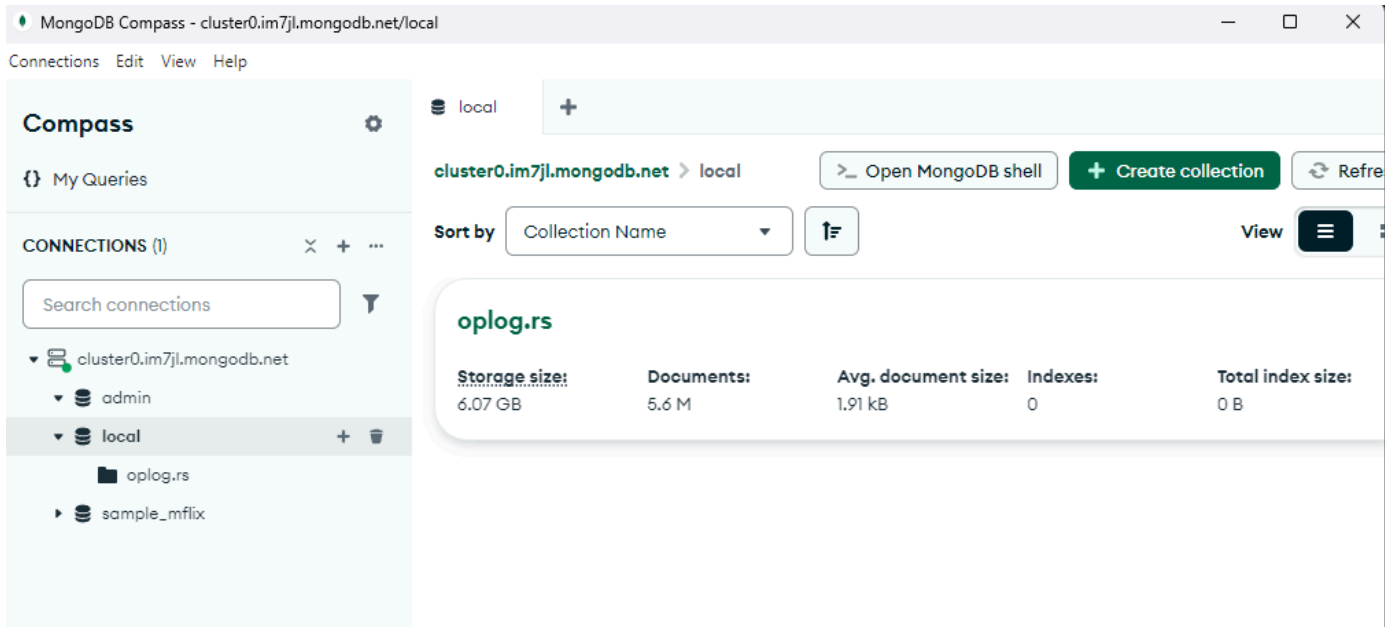 MongoDB Compass - cluster0.im7jl.mongodb.net/local
Connections Edit View Help
Compass
{} My Queries
CONNECTIONS (1)
Search connections
cluster0.im7jl.mongodb.net
admin
local
oplog.rs
sample_mflix
local
cluster0.im7jl.mongodb.net > local
>_ Open MongoDB shell
+ Create collection
Refre
Sort by Collection Name
View
oplog.rs
Storage size: Documents: Avg. document size: Indexes: Total index size:
6.07 GB 5.6 M 1.91 kB 0 0 B